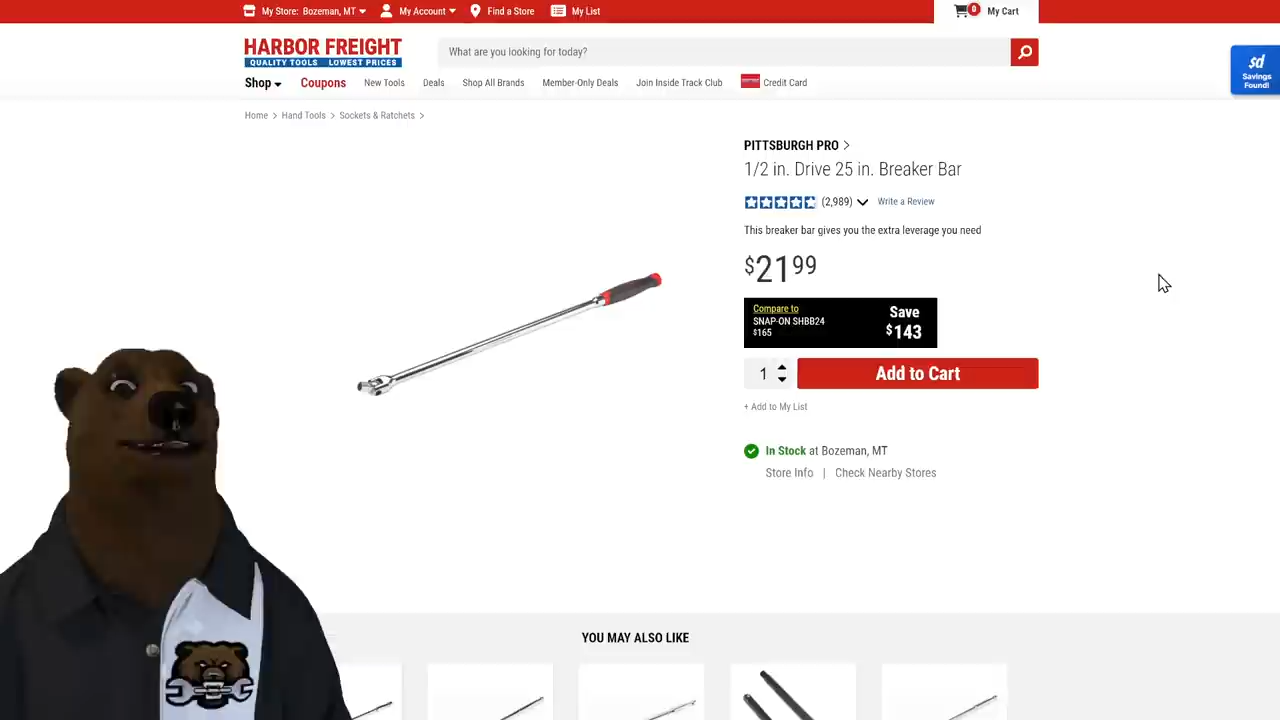 My Store: Bozeman, MT
My Account
Find a Store
My List
0
My Cart
HARBOR FREIGHT
QUALITY TOOLS LOWEST PRICES
What are you looking for today?
sd
Savings
Found!
Shop
Coupons
New Tools
Deals
Shop All Brands
Member-Only Deals
Join Inside Track Club
Credit Card
Home > Hand Tools > Sockets & Ratchets >
PITTSBURGH PRO >
1/2 in. Drive 25 in. Breaker Bar
(2,989)
Write a Review
This breaker bar gives you the extra leverage you need
$21 99
Compare to
SNAP-ON SHBB24
$165
Save
$143
1
Add to Cart
+ Add to My List
In Stock at Bozeman, MT
Store Info | Check Nearby Stores
YOU MAY ALSO LIKE